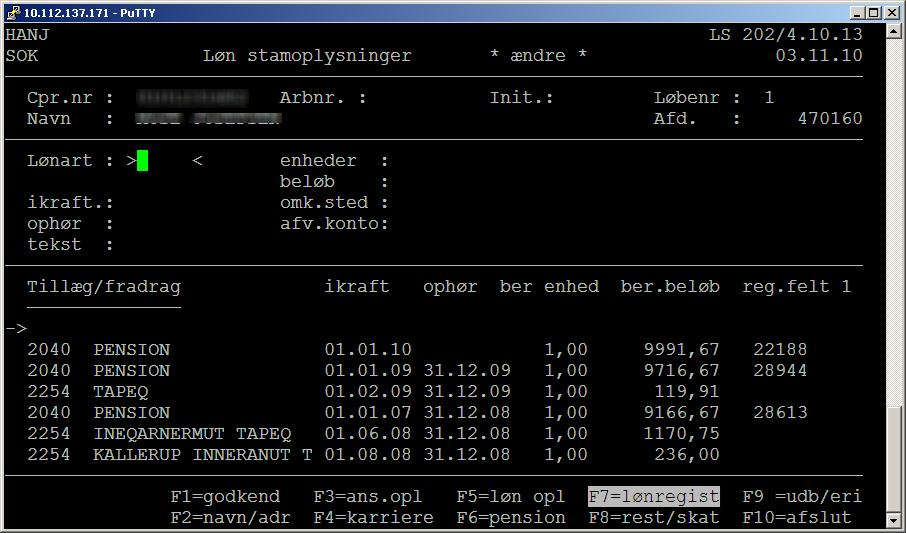 10.112.137.171 - PuTTY
HANJ LS 202/4.10.13
SOK Løn stamoplysninger * ændre * 03.11.10
Cpr.nr : Arbnr. : Init.: Løbenr : 1
Navn : Afd. : 470160
Lønart : > < enheder :
beløb :
ikraft.: omk.sted :
ophør : afv.konto:
tekst :
Tillæg/fradrag ikraft ophør ber enhed ber.beløb reg.felt 1
->
2040 PENSION 01.01.10 1,00 9991,67 22188
2040 PENSION 01.01.09 31.12.09 1,00 9716,67 28944
2254 TAPEQ 01.02.09 31.12.09 1,00 119,91
2040 PENSION 01.01.07 31.12.08 1,00 9166,67 28613
2254 INEQARNERMUT TAPEQ 01.06.08 31.12.08 1,00 1170,75
2254 KALLERUP INNERANUT T 01.08.08 31.12.08 1,00 236,00
F1=godkend F3=ans.opl F5=løn opl F7=lønregist F9 =udb/eri
F2=navn/adr F4=karriere F6=pension F8=rest/skat F10=afslut